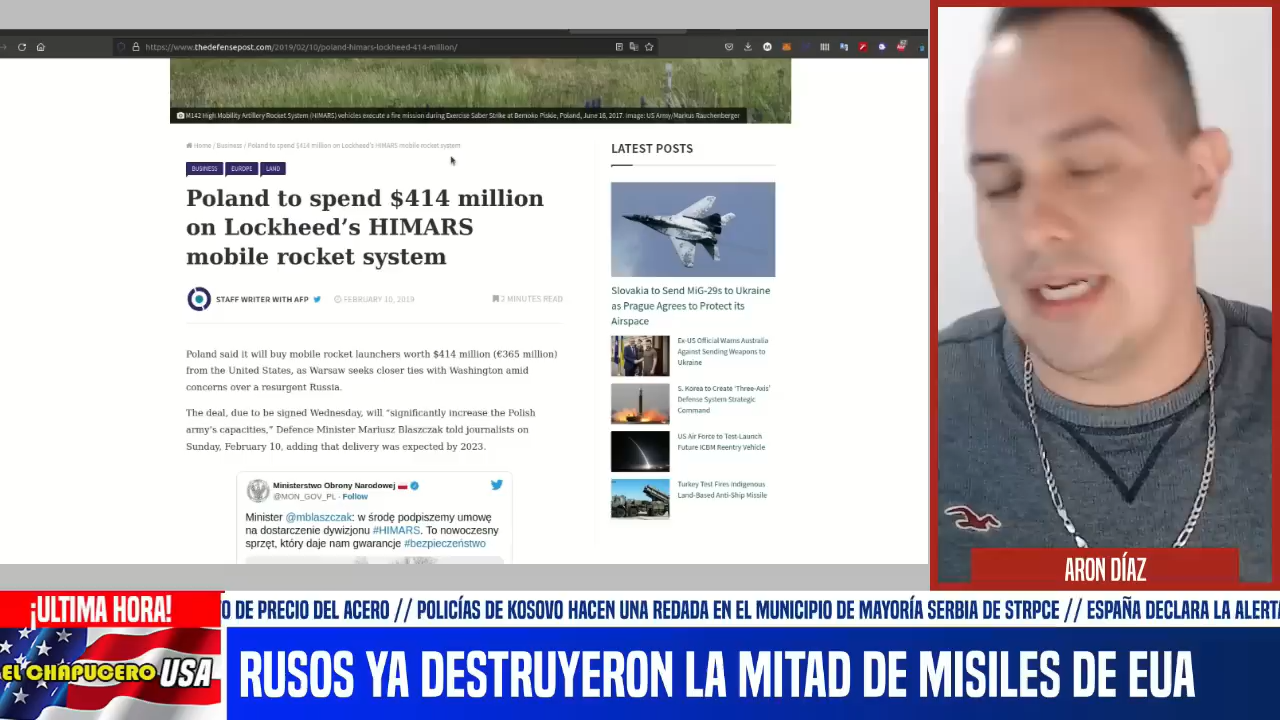 https://www.thedefensepost.com/2019/02/10/poland-himars-lockheed-414-million/
M142 High Mobility Artillery Rocket System (HIMARS) vehicles execute a fire mission during Exercise Saber Strike at Bemoko Piskie, Poland, June 16, 2017. Image: US Army/Markus Rauchenberger
Home / Business / Poland to spend $414 million on Lockheed's HIMARS mobile rocket system
BUSINESS EUROPE LAND
Poland to spend $414 million
on Lockheed's HIMARS
mobile rocket system
STAFF WRITER WITH AFP FEBRUARY 10, 2019 2 MINUTES READ
Poland said it will buy mobile rocket launchers worth $414 million (€365 million)
from the United States, as Warsaw seeks closer ties with Washington amid
concerns over a resurgent Russia.
The deal, due to be signed Wednesday, will “significantly increase the Polish
army's capacities,” Defence Minister Mariusz Blaszczak told journalists on
Sunday, February 10, adding that delivery was expected by 2023.
Ministerstwo Obrony Narodowej
@MON_GOV_PL · Follow
Minister @mblaszczak: w środę podpiszemy umowę
na dostarczenie dywizjonu #HIMARS. To nowoczesny
sprzęt, który daje nam gwarancje #bezpieczeństwo
LATEST POSTS
Slovakia to Send MiG-29s to Ukraine
as Prague Agrees to Protect its
Airspace
Ex-US Official Warns Australia
Against Sending Weapons to
Ukraine
S. Korea to Create ‘Three-Axis’
Defense System Strategic
Command
US Air Force to Test-Launch
Future ICBM Reentry Vehicle
Turkey Test Fires Indigenous
Land-Based Anti-Ship Missile
ARON DÍAZ
¡ULTIMA HORA!
O DE PRECIO DEL ACERO // POLICÍAS DE KOSOVO HACEN UNA REDADA EN EL MUNICIPIO DE MAYORÍA SERBIA DE STRPCE // ESPAÑA DECLARA LA ALERTA
EL CHAPUCERO USA
RUSOS YA DESTRUYERON LA MITAD DE MISILES DE EUA